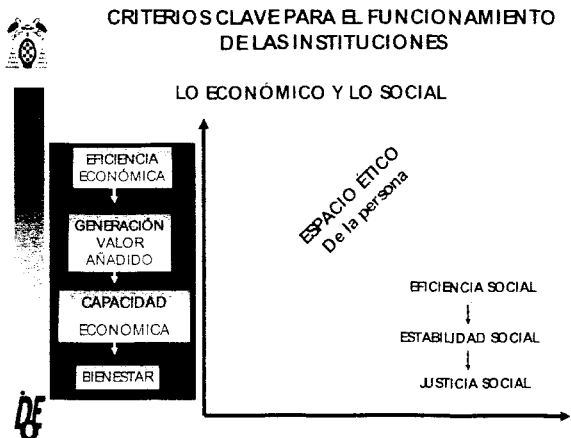 CRITERIOS CLAVE PARA EL FUNCIONAMIENTO
DE LAS INSTITUCIONES
LO ECONÓMICO Y LO SOCIAL
EFICIENCIA
ECONÓMICA
GENERACIÓN
VALOR
AÑADIDO
CAPACIDAD
ECONOMICA
BIENESTAR
ESPACIO ÉTICO
De la persona
EFICIENCIA SOCIAL
ESTABILIDAD SOCIAL
JUSTICIA SOCIAL